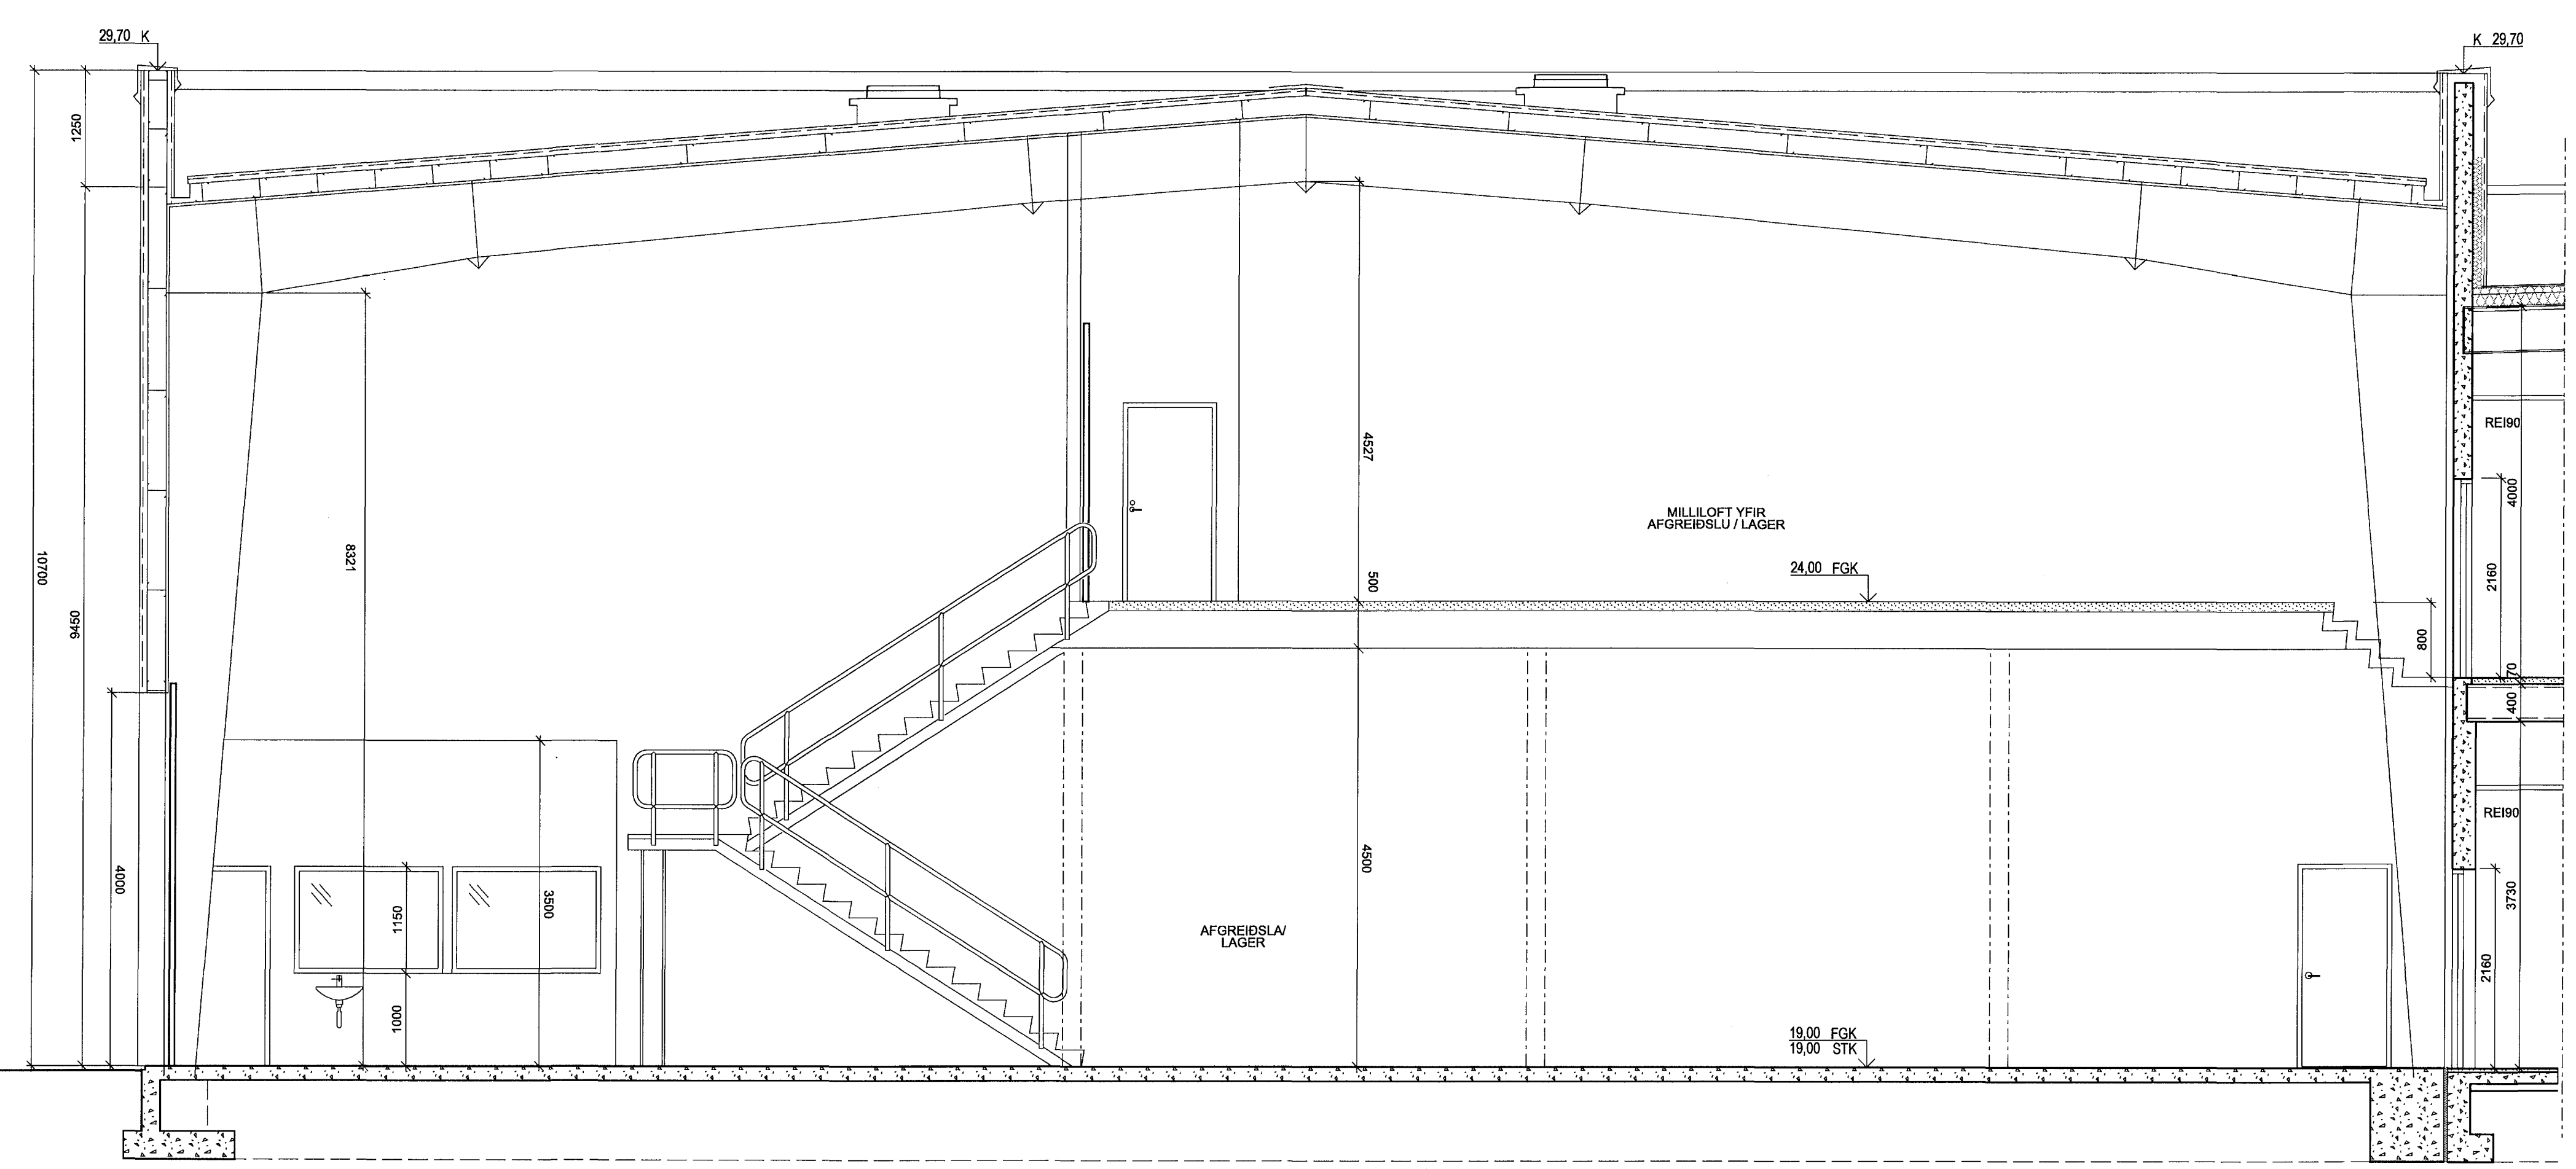 29,70 K
K 29,70
1250
10700
9450
8321
4000
4527
500
MILLILOFT YFIR
AFGREIÐSLU / LAGER
24,00 FGK
REI90
4000
2160
800
70
400
REI90
3730
2160
3500
1150
1000
4500
AFGREIÐSLA/
LAGER
19,00 FGK
19,00 STK